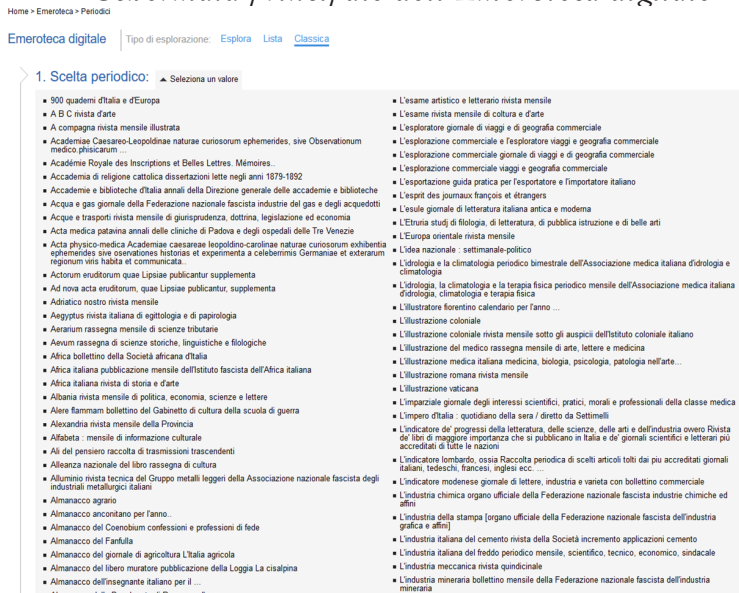 Home > Emeroteca > Periodici
Emeroteca digitale
Tipo di esplorazione: Esplora Lista Classica
1. Scelta periodico: Seleziona un valore
900 quaderni d'Italia e d'Europa
A B C rivista d'arte
A compagna rivista mensile illustrata
Academiae Caesareo-Leopoldinae naturae curiosorum ephemerides, sive Observationum
medico.phisicarum ...
Académie Royale des Inscriptions et Belles Lettres. Mémoires..
Accademia di religione cattolica dissertazioni lette negli anni 1879-1892
Accademie e biblioteche d'Italia annali della Direzione generale delle accademie e biblioteche
Acqua e gas giornale della Federazione nazionale fascista industrie del gas e degli acquedotti
Acque e trasporti rivista mensile di giurisprudenza, dottrina, legislazione ed economia
Acta medica patavina annali delle cliniche di Padova e degli ospedali delle Tre Venezie
Acta physico-medica Academiae caesareae leopoldino-carolinae naturae curiosorum exhibentia
ephemerides sive oservationes historias et experimenta a celeberrimis Germaniae et exterarum
regionum viris habita et communicata..
Actorum eruditorum quae Lipsiae publicantur supplementa
Ad nova acta eruditorum, quae Lipsiae publicantur, supplementa
Adriatico nostro rivista mensile
Aegyptus rivista italiana di egittologia e di papirologia
Aerarium rassegna mensile di scienze tributarie
Aevum rassegna di scienze storiche, linguistiche e filologiche
Africa bollettino della Società africana d'Italia
Africa italiana pubblicazione mensile dell'Istituto fascista dell'Africa italiana
Africa italiana rivista di storia e d'arte
Albania rivista mensile di politica, economia, scienze e lettere
Alere flammam bollettino del Gabinetto di cultura della scuola di guerra
Alexandria rivista mensile della Provincia
Alfabeta : mensile di informazione culturale
Ali del pensiero raccolta di trasmissioni trascendenti
Alleanza nazionale del libro rassegna di cultura
Alluminio rivista tecnica del Gruppo metalli leggeri della Associazione nazionale fascista degli
industriali metallurgici italiani
Almanacco agrario
Almanacco anconitano per l'anno..
Almanacco del Coenobium confessioni e professioni di fede
Almanacco del Fanfulla
Almanacco del giornale di agricoltura L'Italia agricola
Almanacco del libero muratore pubblicazione della Loggia La cisalpina
Almanacco dell'insegnante italiano per il ...
L'esame artistico e letterario rivista mensile
L'esame rivista mensile di coltura e d'arte
L'esploratore giornale di viaggi e di geografia commerciale
L'esplorazione commerciale e l'esploratore viaggi e geografia commerciale
L'esplorazione commerciale giornale di viaggi e di geografia commerciale
L'esplorazione commerciale viaggi e geografia commerciale
L'esportazione guida pratica per l'esportatore e l'importatore italiano
L'esprit des journaux françois et étrangers
L'esule giornale di letteratura italiana antica e moderna
L'Etruria studj di filologia, di letteratura, di pubblica istruzione e di belle arti
L'Europa orientale rivista mensile
L'idea nazionale : settimanale-politico
L'idrologia e la climatologia periodico bimestrale dell'Associazione medica italiana d'idrologia e
climatologia
L'idrologia, la climatologia e la terapia fisica periodico mensile dell'Associazione medica italiana
d'idrologia, climatologia e terapia fisica
L'illustratore fiorentino calendario per l'anno ...
L'illustrazione coloniale
L'illustrazione coloniale rivista mensile sotto gli auspicii dell'Istituto coloniale italiano
L'illustrazione del medico rassegna mensile di arte, lettere e medicina
L'illustrazione medica italiana medicina, biologia, psicologia, patologia nell'arte...
L'illustrazione romana rivista mensile
L'illustrazione vaticana
L'imparziale giornale degli interessi scientifici, pratici, morali e professionali della classe medica
L'impero d'Italia : quotidiano della sera / diretto da Settimelli
L'indicatore de' progressi della letteratura, delle scienze, delle arti e dell'industria ovvero Rivista
de' libri di maggiore importanza che si pubblicano in Italia e de' giornali scientifici e letterari più
accreditati di tutte le nazioni
L'indicatore lombardo, ossia Raccolta periodica di scelti articoli tolti dai piu accreditati giornali
italiani, tedeschi, francesi, inglesi ecc. ...
L'indicatore modenese giornale di lettere, industria e varieta con bollettino commerciale
L'industria chimica organo ufficiale della Federazione nazionale fascista industrie chimiche ed
affini
L'industria della stampa [organo ufficiale della Federazione nazionale fascista dell'industria
grafica e affini]
L'industria italiana del cemento rivista della Società incremento applicazioni cemento
L'industria italiana del freddo periodico mensile, scientifico, tecnico, economico, sindacale
L'industria meccanica rivista quindicinale
L'industria mineraria bollettino mensile della Federazione nazionale fascista dell'industria
mineraria